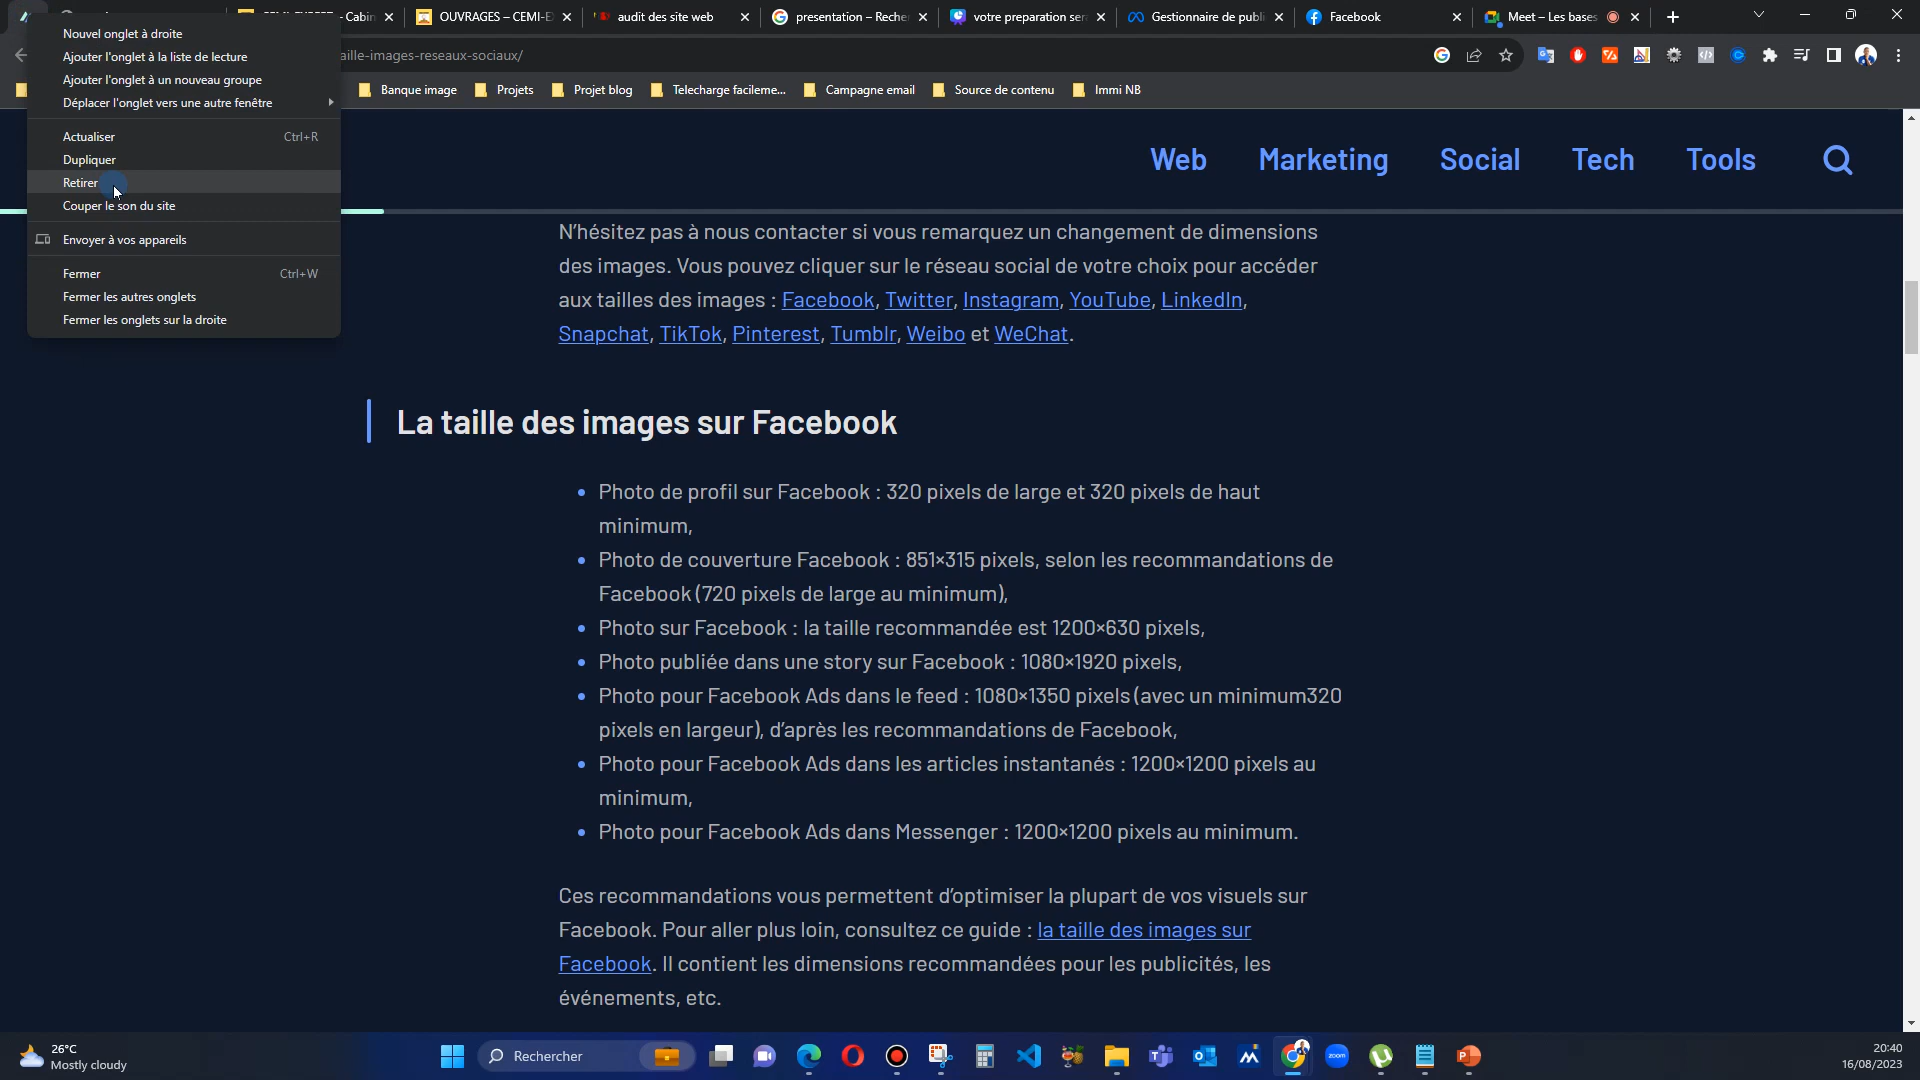 CEMI-EXPERT – Cabin
OUVRAGES – CEMI-E
audit des site web
presentation – Reche
votre preparation ser
Gestionnaire de publi
Facebook
Meet – Les bases
aille-images-reseaux-sociaux/
Banque image
Projets
Projet blog
Telecharge facileme...
Campagne email
Source de contenu
Immi NB
Nouvel onglet à droite
Ajouter l'onglet à la liste de lecture
Ajouter l'onglet à un nouveau groupe
Déplacer l'onglet vers une autre fenêtre
Actualiser Ctrl+R
Dupliquer
Retirer
Couper le son du site
Envoyer à vos appareils
Fermer Ctrl+W
Fermer les autres onglets
Fermer les onglets sur la droite
Web Marketing Social Tech Tools
N'hésitez pas à nous contacter si vous remarquez un changement de dimensions
des images. Vous pouvez cliquer sur le réseau social de votre choix pour accéder
aux tailles des images : Facebook, Twitter, Instagram, YouTube, LinkedIn,
Snapchat, TikTok, Pinterest, Tumblr, Weibo et WeChat.
La taille des images sur Facebook
Photo de profil sur Facebook : 320 pixels de large et 320 pixels de haut
minimum,
Photo de couverture Facebook : 851×315 pixels, selon les recommandations de
Facebook (720 pixels de large au minimum),
Photo sur Facebook : la taille recommandée est 1200×630 pixels,
Photo publiée dans une story sur Facebook : 1080×1920 pixels,
Photo pour Facebook Ads dans le feed : 1080×1350 pixels (avec un minimum320
pixels en largeur), d'après les recommandations de Facebook,
Photo pour Facebook Ads dans les articles instantanés : 1200×1200 pixels au
minimum,
Photo pour Facebook Ads dans Messenger : 1200×1200 pixels au minimum.
Ces recommandations vous permettent d'optimiser la plupart de vos visuels sur
Facebook. Pour aller plus loin, consultez ce guide : la taille des images sur
Facebook. Il contient les dimensions recommandées pour les publicités, les
événements, etc.
26°C
Mostly cloudy
Rechercher
zoom
20:40
16/08/2023